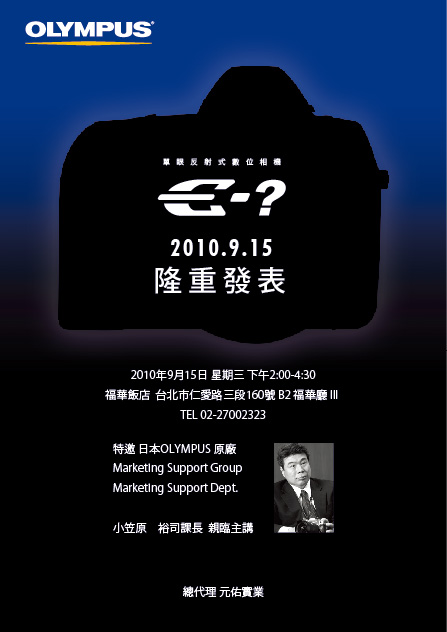 OLYMPUS
單眼反射式數位相機
E-?
2010.9.15
隆重發表
2010年9月15日 星期三 下午2:00-4:30
福華飯店 台北市仁愛路三段160號 B2 福華廳 III
TEL 02-27002323
特邀 日本OLYMPUS 原廠
Marketing Support Group
Marketing Support Dept.
小笠原 裕司課長 親臨主講
總代理 元佑實業